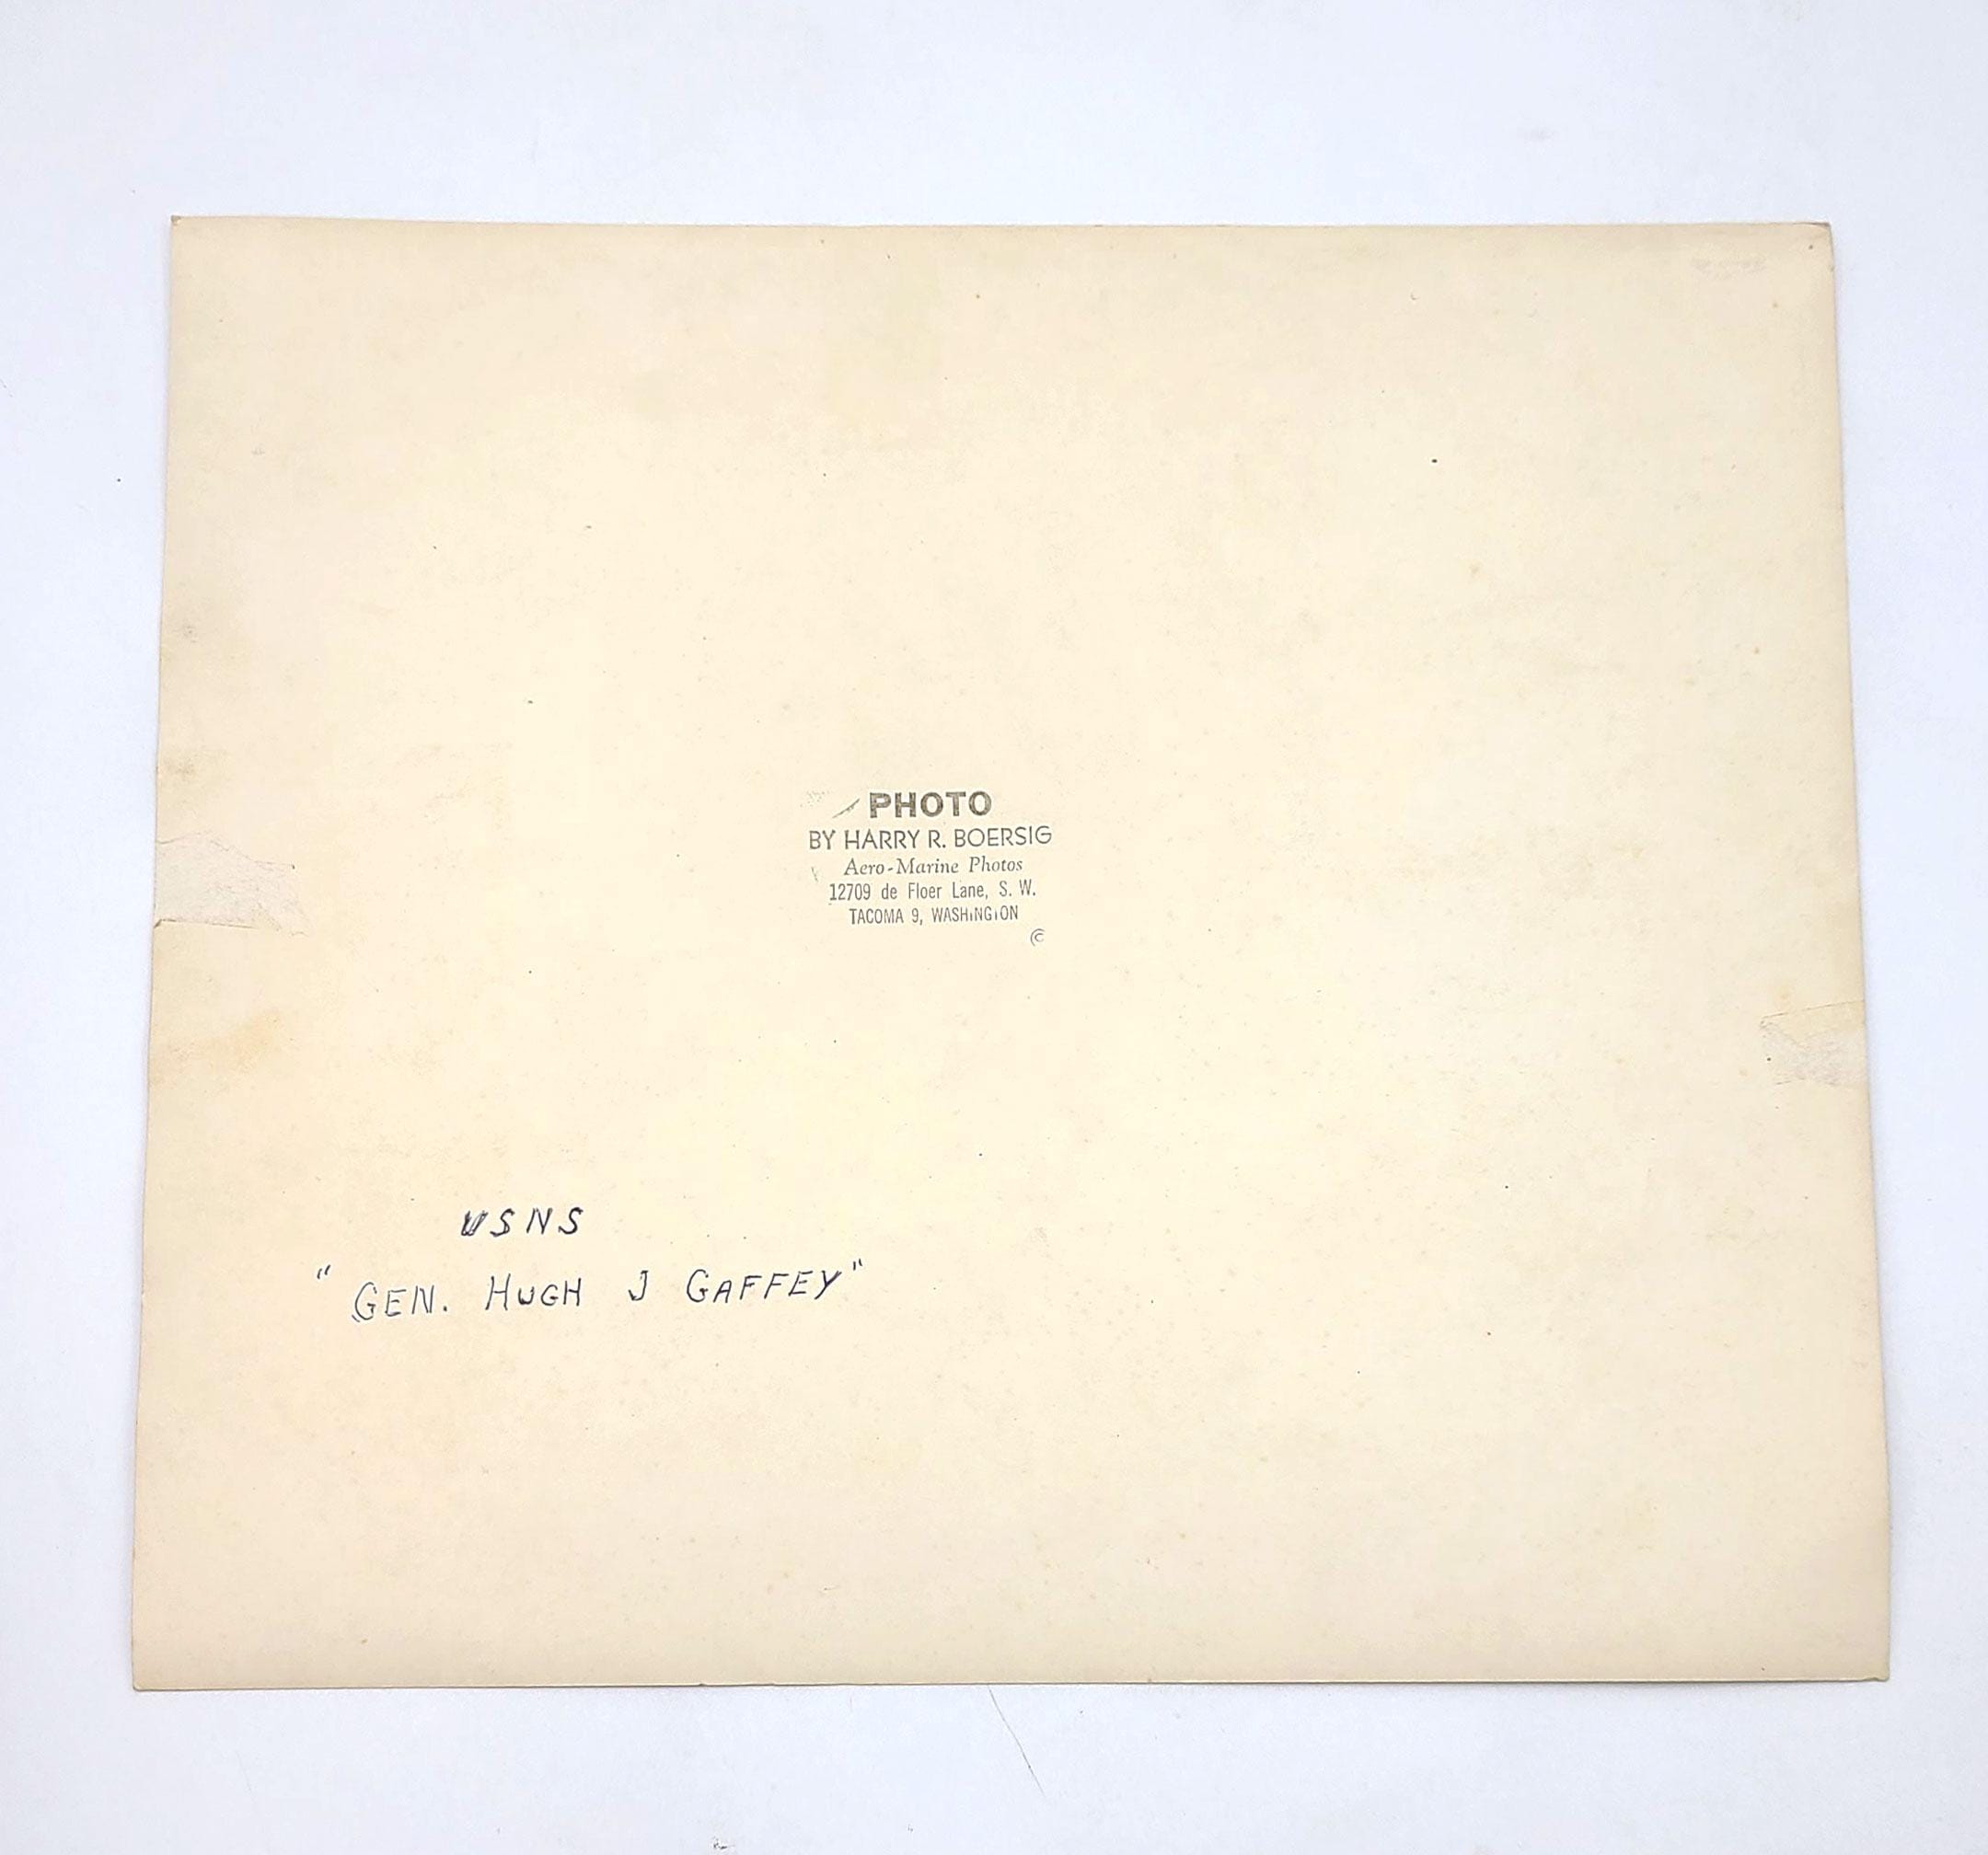 PHOTO
BY HARRY R. BOERSIG
Aero-Marine Photos
12709 de Floer Lane, S. W.
TACOMA 9, WASHINGTON
©
USNS
"GEN. HUGH J GAFFEY"